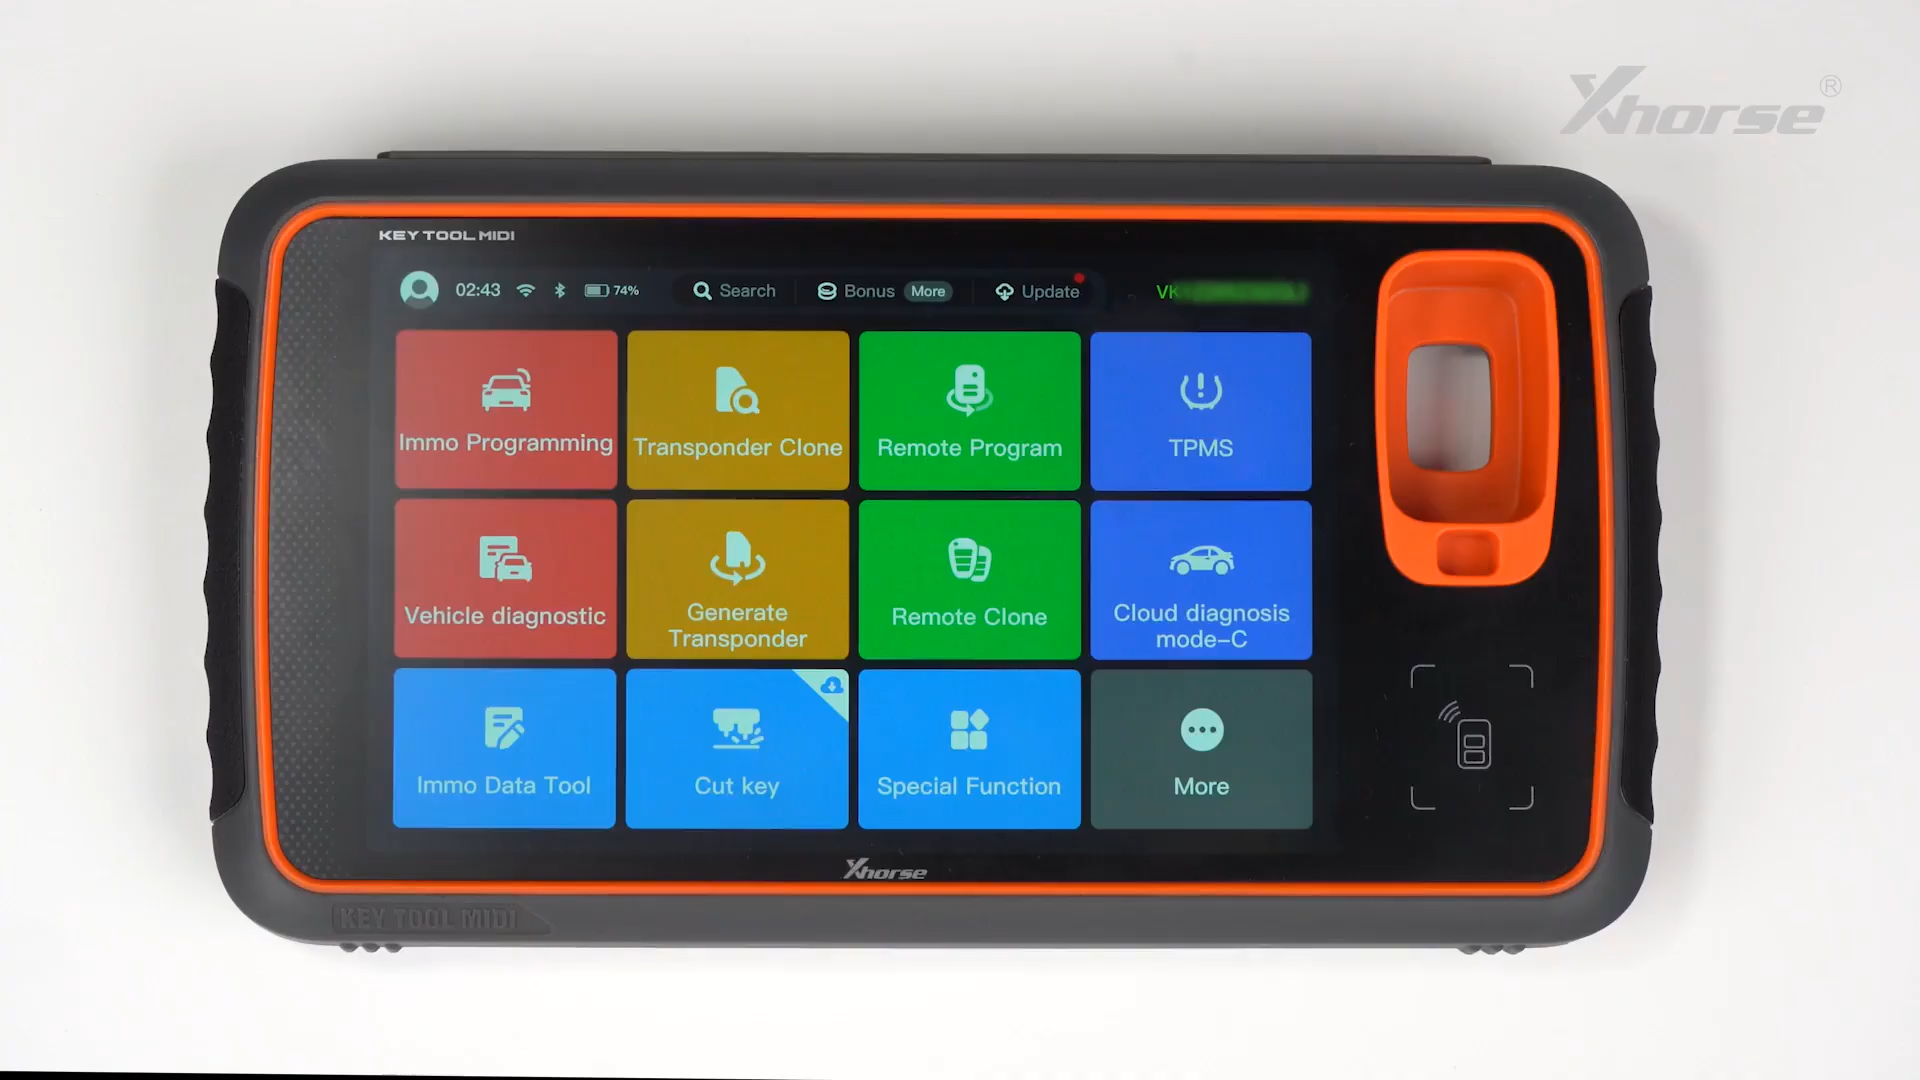 Xhorse®
KEY TOOL MIDI
02:43 74% Search Bonus More Update VK
Immo Programming
Transponder Clone
Remote Program
TPMS
Vehicle diagnostic
Generate
Transponder
Remote Clone
Cloud diagnosis
mode-C
Immo Data Tool
Cut key
Special Function
More
Xhorse
KEY TOOL MIDI